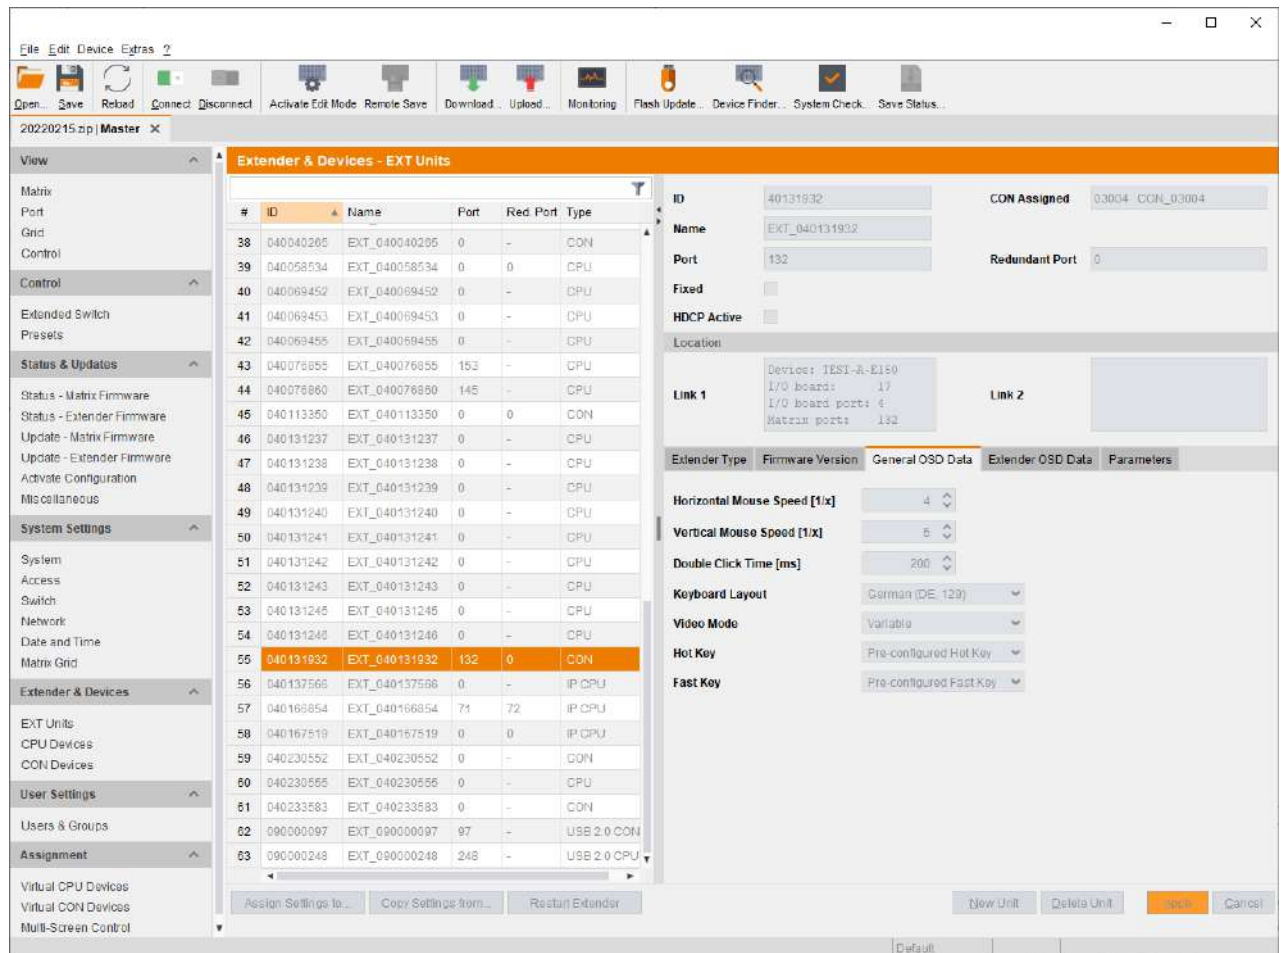 File Edit Device Extras ?
Open... Save Reload Connect Disconnect Activate Edit Mode Remote Save Download... Upload... Monitoring Flash Update... Device Finder... System Check... Save Status...
20220215.zip | Master X
View
Matrix
Port
Grid
Control
Control
Extended Switch
Presets
Status & Updates
Status - Matrix Firmware
Status - Extender Firmware
Update - Matrix Firmware
Update - Extender Firmware
Activate Configuration
Miscellaneous
System Settings
System
Access
Switch
Network
Date and Time
Matrix Grid
Extender & Devices
EXT Units
CPU Devices
CON Devices
User Settings
Users & Groups
Assignment
Virtual CPU Devices
Virtual CON Devices
Multi-Screen Control
Extender & Devices - EXT Units
# ID Name Port Red. Port Type
38 040040265 EXT_040040265 0 - CON
39 040058534 EXT_040058534 0 0 CPU
40 040069452 EXT_040069452 0 - CPU
41 040069453 EXT_040069453 0 - CPU
42 040069455 EXT_040069455 0 - CPU
43 040076855 EXT_040076855 153 - CPU
44 040076860 EXT_040076860 145 - CPU
45 040113350 EXT_040113350 0 0 CON
46 040131237 EXT_040131237 0 - CPU
47 040131238 EXT_040131238 0 - CPU
48 040131239 EXT_040131239 0 - CPU
49 040131240 EXT_040131240 0 - CPU
50 040131241 EXT_040131241 0 - CPU
51 040131242 EXT_040131242 0 - CPU
52 040131243 EXT_040131243 0 - CPU
53 040131245 EXT_040131245 0 - CPU
54 040131246 EXT_040131246 0 - CPU
55 040131932 EXT_040131932 132 0 CON
56 040137566 EXT_040137566 0 - IP CPU
57 040166854 EXT_040166854 71 72 IP CPU
58 040167519 EXT_040167519 0 0 IP CPU
59 040230552 EXT_040230552 0 - CON
60 040230555 EXT_040230555 0 - CPU
61 040233583 EXT_040233583 0 - CON
62 090000097 EXT_090000097 97 - USB 2.0 CON
63 090000248 EXT_090000248 248 - USB 2.0 CPU
Assign Settings to... Copy Settings from... Restart Extender
ID 40131932 CON Assigned 03004 CON_03004
Name EXT_040131932
Port 132 Redundant Port 0
Fixed
HDCP Active
Location
Link 1
Device: TEST-A-E160
I/O board: 17
I/O board port: 4
Matrix port: 132
Link 2
Extender Type Firmware Version General OSD Data Extender OSD Data Parameters
Horizontal Mouse Speed [1/x] 4
Vertical Mouse Speed [1/x] 5
Double Click Time [ms] 200
Keyboard Layout German (DE, 129)
Video Mode Variable
Hot Key Pre-configured Hot Key
Fast Key Pre-configured Fast Key
New Unit Delete Unit Apply Cancel
Default